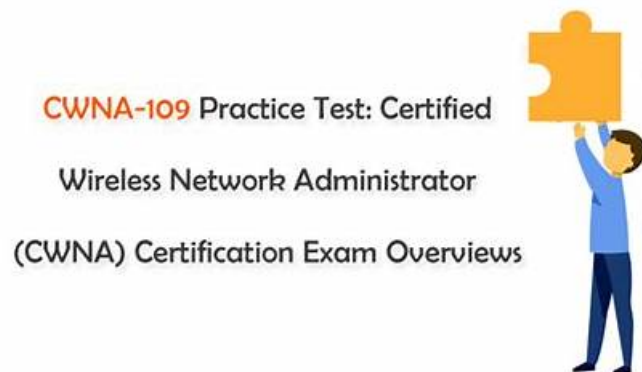 CWNA-109 Practice Test: Certified
Wireless Network Administrator
(CWNA) Certification Exam Overviews